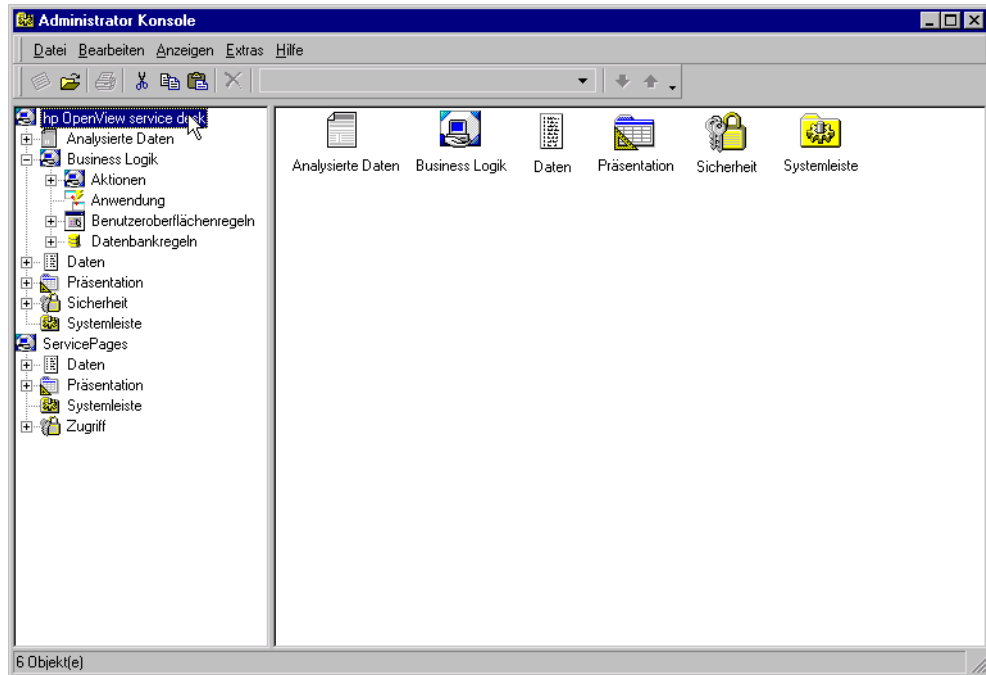 Administrator Konsole
Datei Bearbeiten Anzeigen Extras Hilfe
hp OpenView service desk
Analysierte Daten
Business Logik
Aktionen
Anwendung
Benutzeroberflächenregeln
Datenbankregeln
Daten
Präsentation
Sicherheit
Systemleiste
ServicePages
Daten
Präsentation
Systemleiste
Zugriff
Analysierte Daten Business Logik Daten Präsentation Sicherheit Systemleiste
6 Objekt(e)